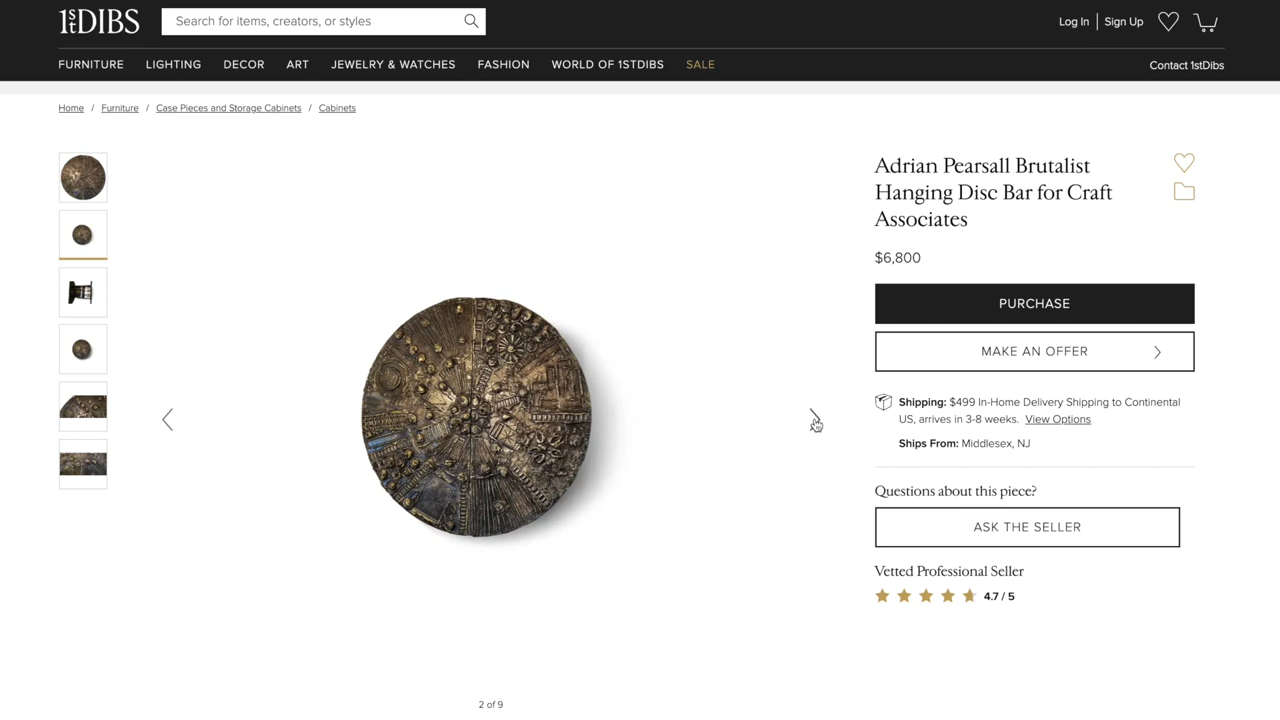 1stDIBS
Search for items, creators, or styles
Log In
Sign Up
FURNITURE
LIGHTING
DECOR
ART
JEWELRY & WATCHES
FASHION
WORLD OF 1STDIBS
SALE
Contact 1stDibs
Home / Furniture / Case Pieces and Storage Cabinets / Cabinets
Adrian Pearsall Brutalist
Hanging Disc Bar for Craft
Associates
$6,800
PURCHASE
MAKE AN OFFER
Shipping: $499 In-Home Delivery Shipping to Continental
US, arrives in 3-8 weeks. View Options
Ships From: Middlesex, NJ
Questions about this piece?
ASK THE SELLER
Vetted Professional Seller
4.7 / 5
2 of 9